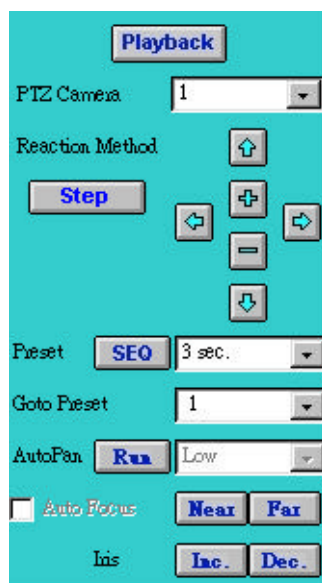 Playback
PTZ Camera 1
Reaction Method
Step
Preset SEQ 3 sec.
Goto Preset 1
AutoPan Run Low
Auto Focus Near Far
Iris Inc. Dec.